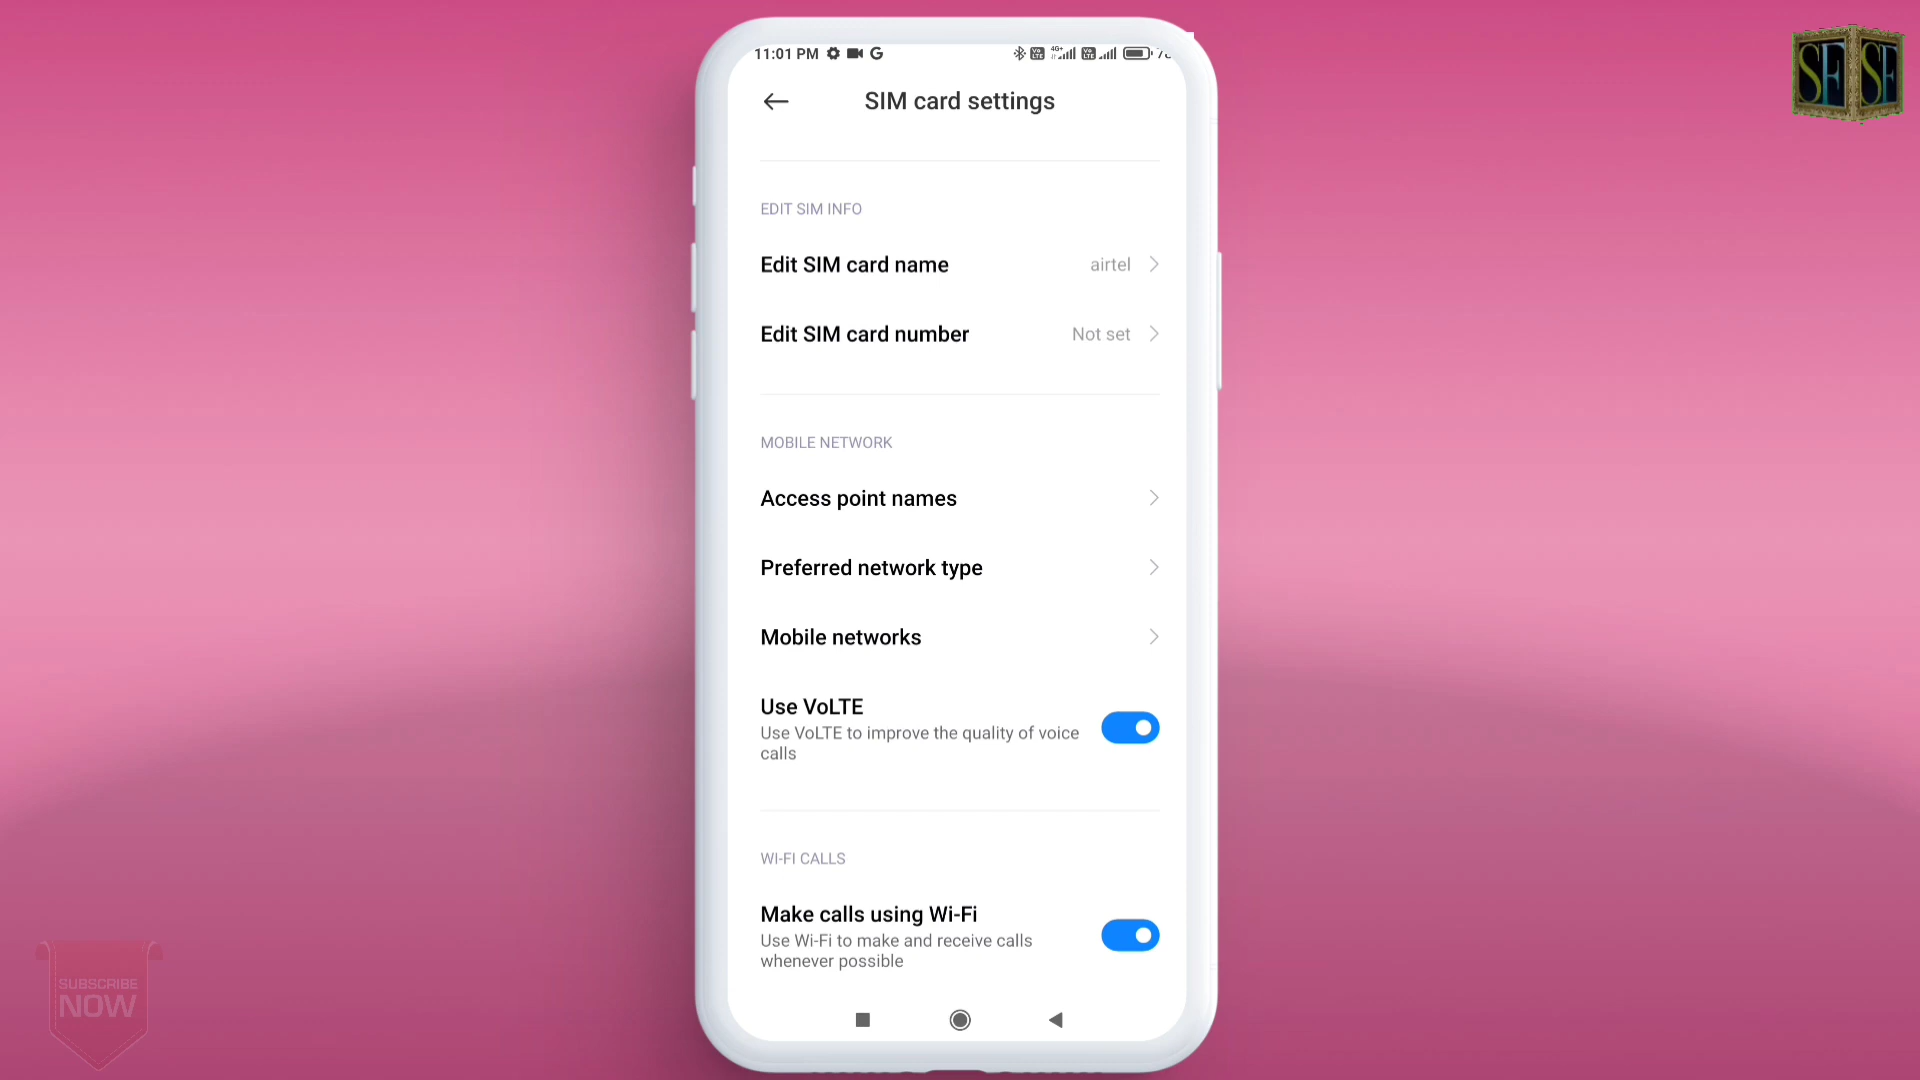 11:01 PM
4G+
SIM card settings
EDIT SIM INFO
Edit SIM card name
airtel
Edit SIM card number
Not set
MOBILE NETWORK
Access point names
Preferred network type
Mobile networks
Use VoLTE
Use VoLTE to improve the quality of voice
calls
WI-FI CALLS
Make calls using Wi-Fi
Use Wi-Fi to make and receive calls
whenever possible
SUBSCRIBE
NOW
SF SF